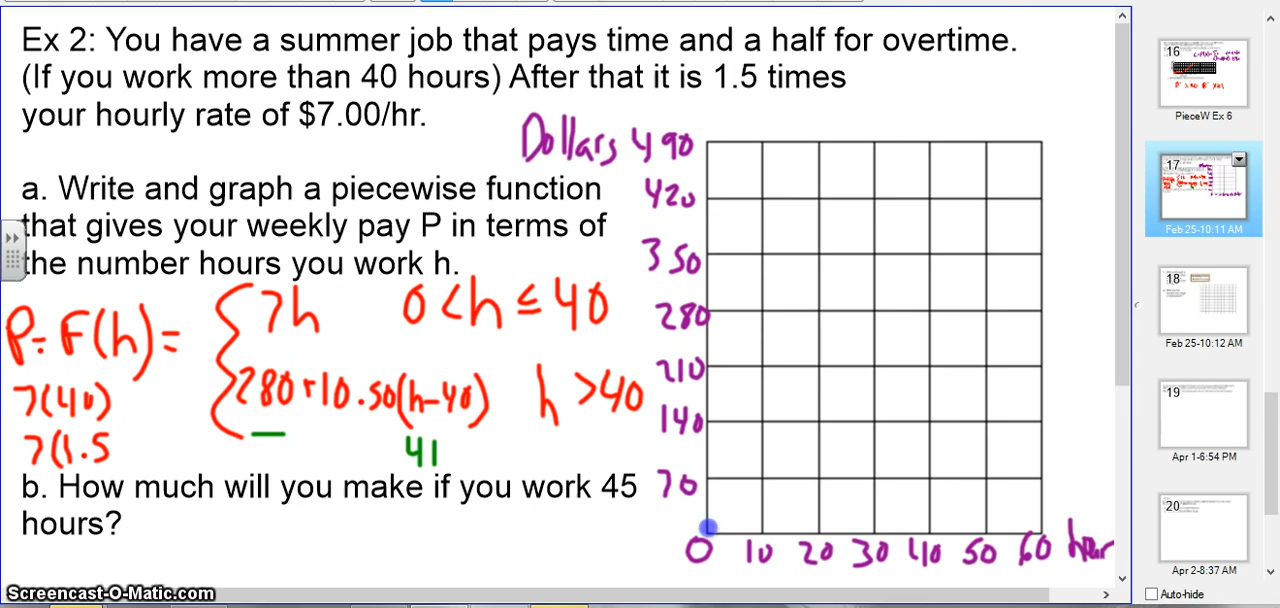 Ex 2: You have a summer job that pays time and a half for overtime.
(If you work more than 40 hours) After that it is 1.5 times
your hourly rate of $7.00/hr.
a. Write and graph a piecewise function
that gives your weekly pay P in terms of
the number hours you work h.
P= F(h) = { 7h 0 < h ≤ 40
280+10.50(h-40) h > 40
7(40)
7(1.5
41
b. How much will you make if you work 45
hours?
Dollars 490
420
350
280
210
140
70
0 10 20 30 40 50 60 hour
Screencast-O-Matic.com
16
PieceW Ex 6
17
Feb 25-10:11 AM
18
Feb 25-10:12 AM
19
Apr 1-6:54 PM
20
Apr 2-8:37 AM
Auto-hide